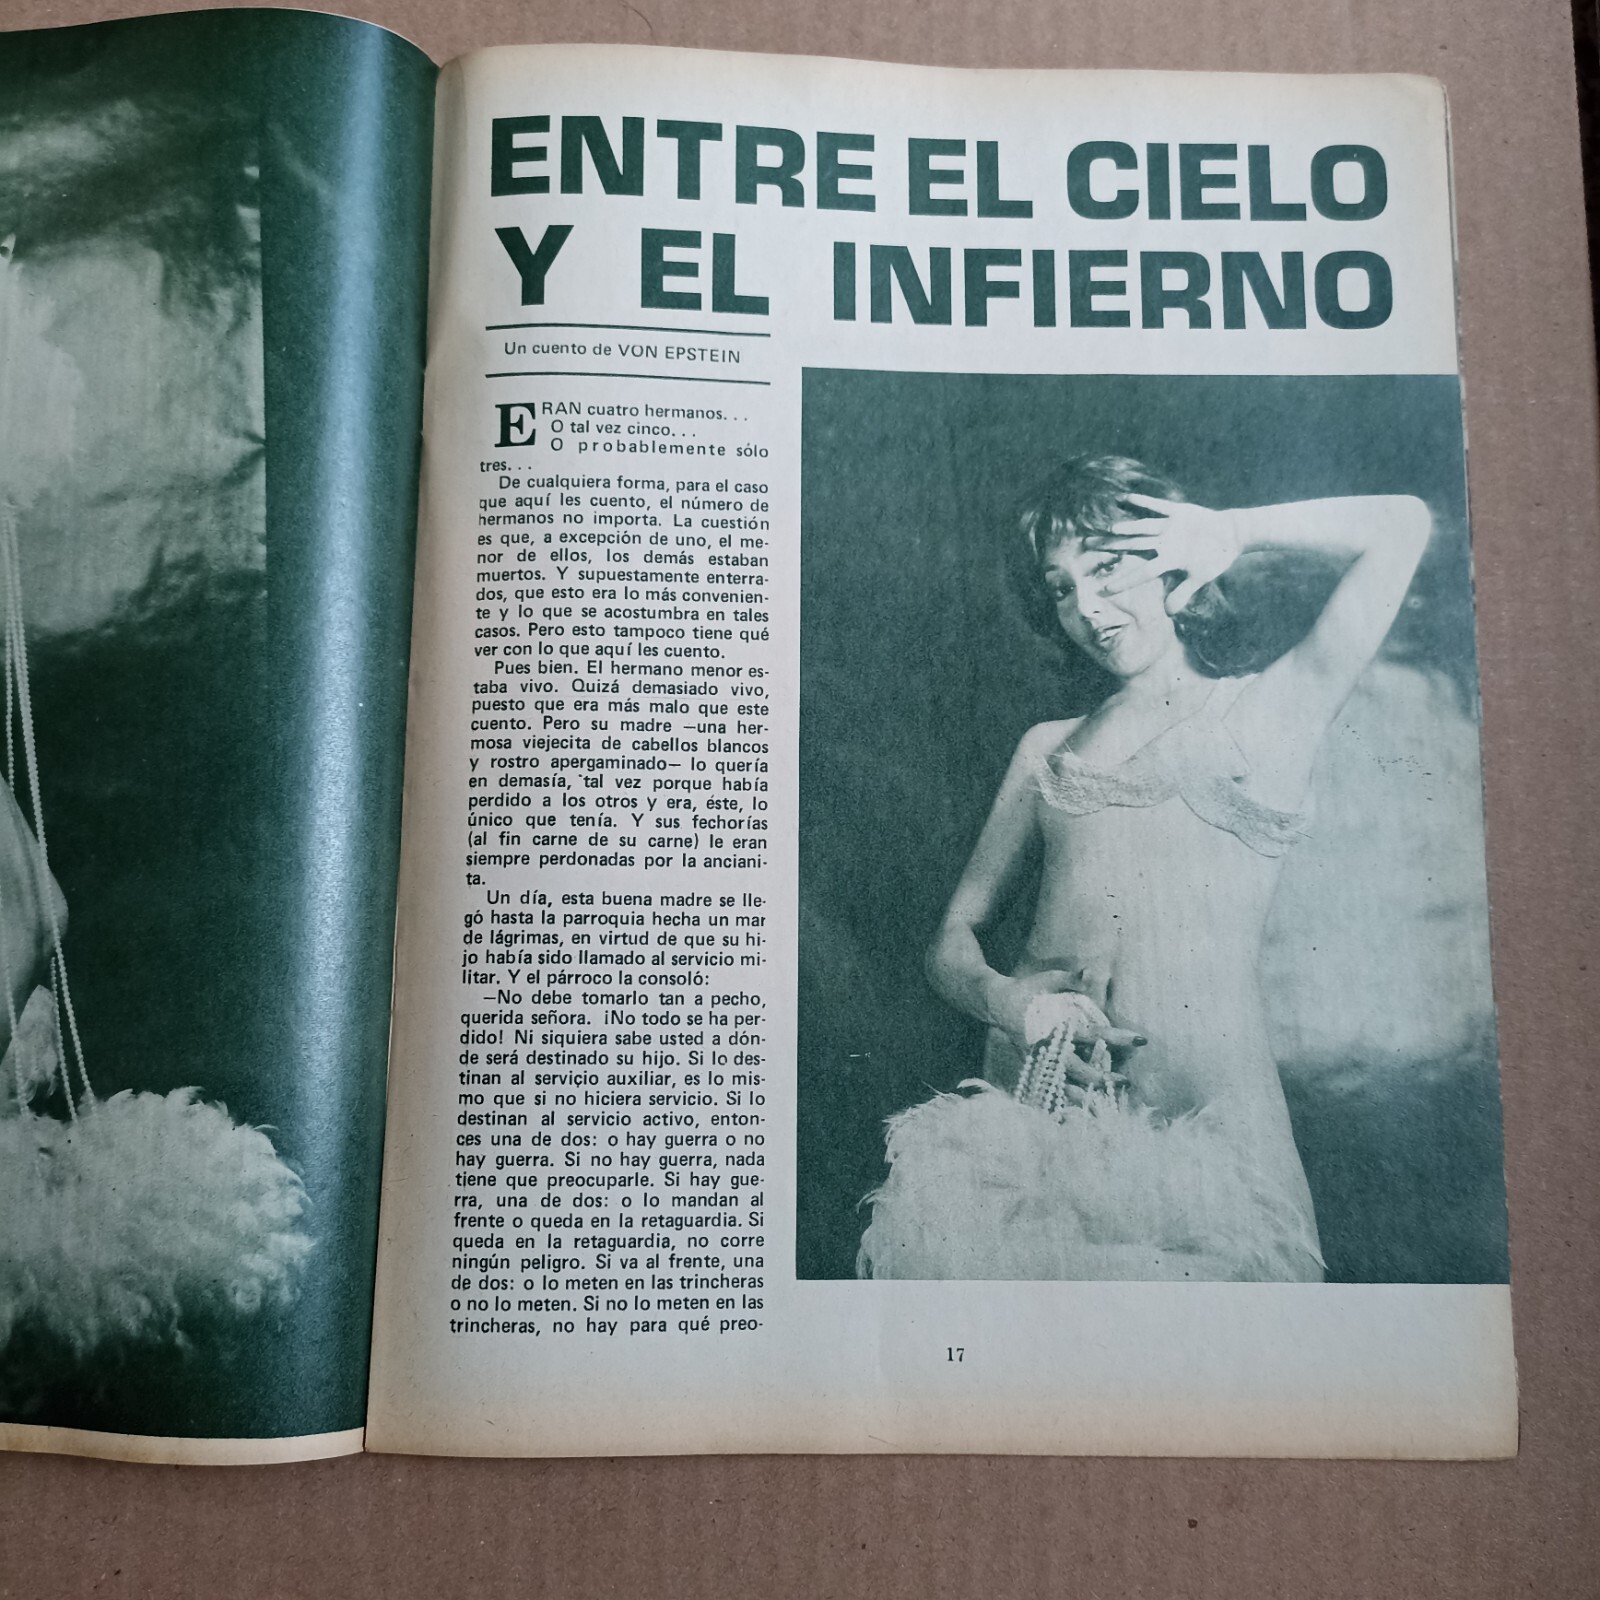 ENTRE EL CIELO
Y EL INFIERNO
Un cuento de VON EPSTEIN
ERAN cuatro hermanos. . .
O tal vez cinco. . .
O probablemente sólo
tres. . .
De cualquiera forma, para el caso
que aquí les cuento, el número de
hermanos no importa. La cuestión
es que, a excepción de uno, el me-
nor de ellos, los demás estaban
muertos. Y supuestamente enterra-
dos, que esto era lo más convenien-
te y lo que se acostumbra en tales
casos. Pero esto tampoco tiene qué
ver con lo que aquí les cuento.
Pues bien. El hermano menor es-
taba vivo. Quizá demasiado vivo,
puesto que era más malo que este
cuento. Pero su madre —una her-
mosa viejecita de cabellos blancos
y rostro apergaminado— lo quería
en demasía, tal vez porque había
perdido a los otros y era, éste, lo
único que tenía. Y sus fechorías
(al fin carne de su carne) le eran
siempre perdonadas por la anciani-
ta.
Un día, esta buena madre se lle-
gó hasta la parroquia hecha un mar
de lágrimas, en virtud de que su hi-
jo había sido llamado al servicio mi-
litar. Y el párroco la consoló:
—No debe tomarlo tan a pecho,
querida señora. ¡No todo se ha per-
dido! Ni siquiera sabe usted a dón-
de será destinado su hijo. Si lo des-
tinan al servicio auxiliar, es lo mis-
mo que si no hiciera servicio. Si lo
destinan al servicio activo, enton-
ces una de dos: o hay guerra o no
hay guerra. Si no hay guerra, nada
tiene que preocuparle. Si hay gue-
rra, una de dos: o lo mandan al
frente o queda en la retaguardia. Si
queda en la retaguardia, no corre
ningún peligro. Si va al frente, una
de dos: o lo meten en las trincheras
o no lo meten. Si no lo meten en las
trincheras, no hay para qué preo-
17